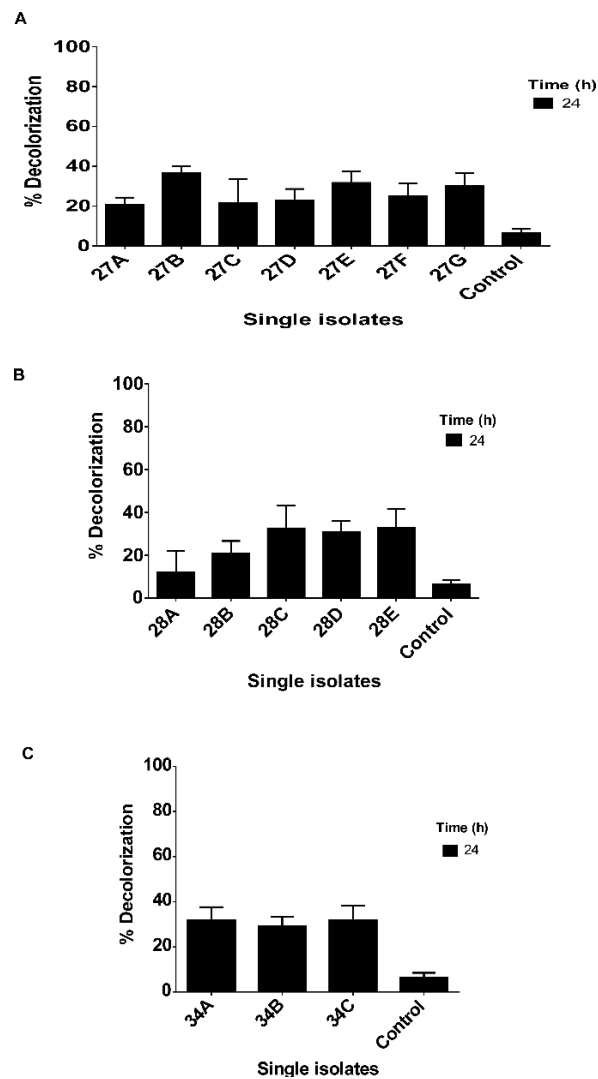 A
% Decolorization
100
80
60
40
20
0
27A 27B 27C 27D 27E 27F 27G Control
Single isolates
Time (h)
24
B
% Decolorization
100
80
60
40
20
0
28A 28B 28C 28D 28E Control
Single isolates
Time (h)
24
C
% Decolorization
100
80
60
40
20
0
34A 34B 34C Control
Single isolates
Time (h)
24